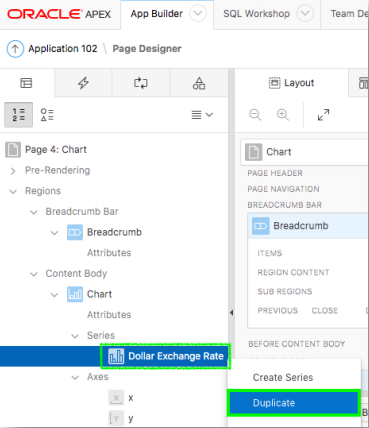 ORACLE APEX App Builder SQL Workshop Team De
Application 102 \ Page Designer
Layout
Page 4: Chart
Pre-Rendering
Regions
Breadcrumb Bar
Breadcrumb
Attributes
Content Body
Chart
Attributes
Series
Dollar Exchange Rate
Axes
x
y
Chart
PAGE HEADER
PAGE NAVIGATION
BREADCRUMB BAR
Breadcrumb
ITEMS
REGION CONTENT
SUB REGIONS
PREVIOUS CLOSE
BEFORE CONTENT BODY
Create Series
Duplicate